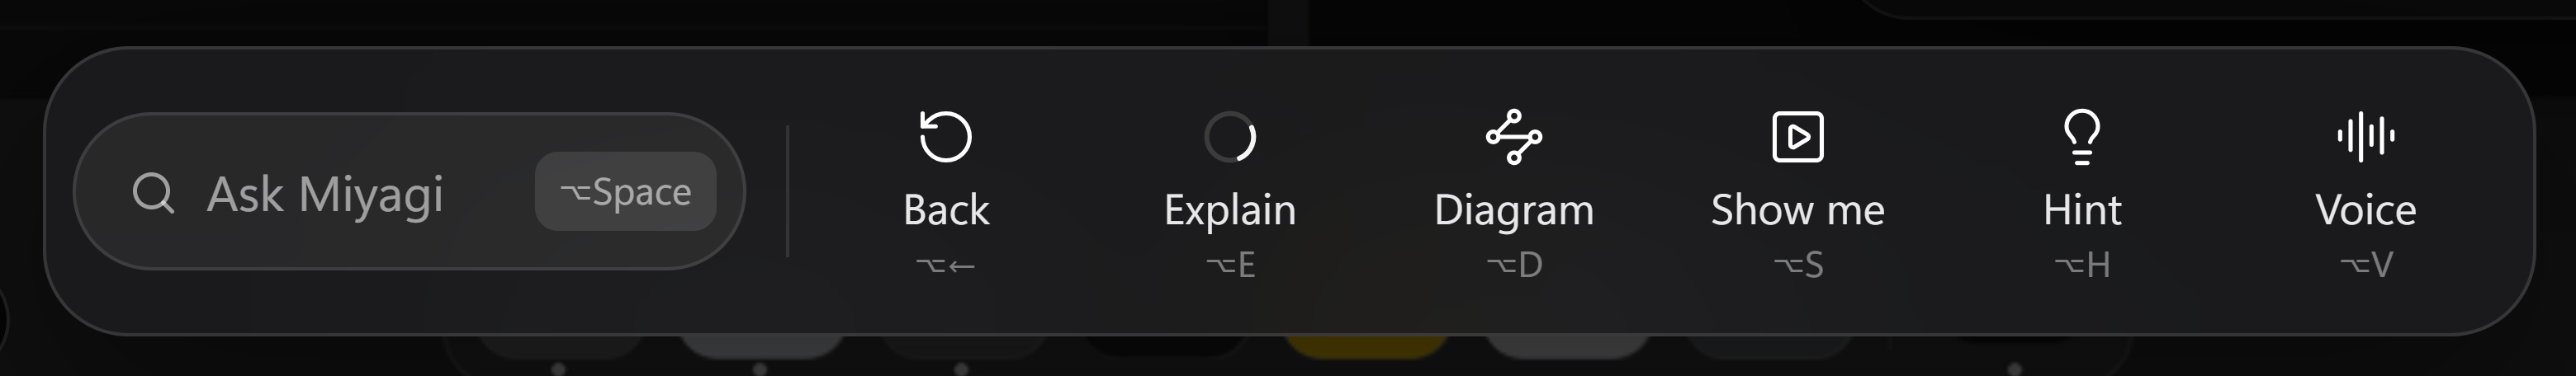 Ask Miyagi
⌥Space
Back
⌥←
Explain
⌥E
Diagram
⌥D
Show me
⌥S
Hint
⌥H
Voice
⌥V